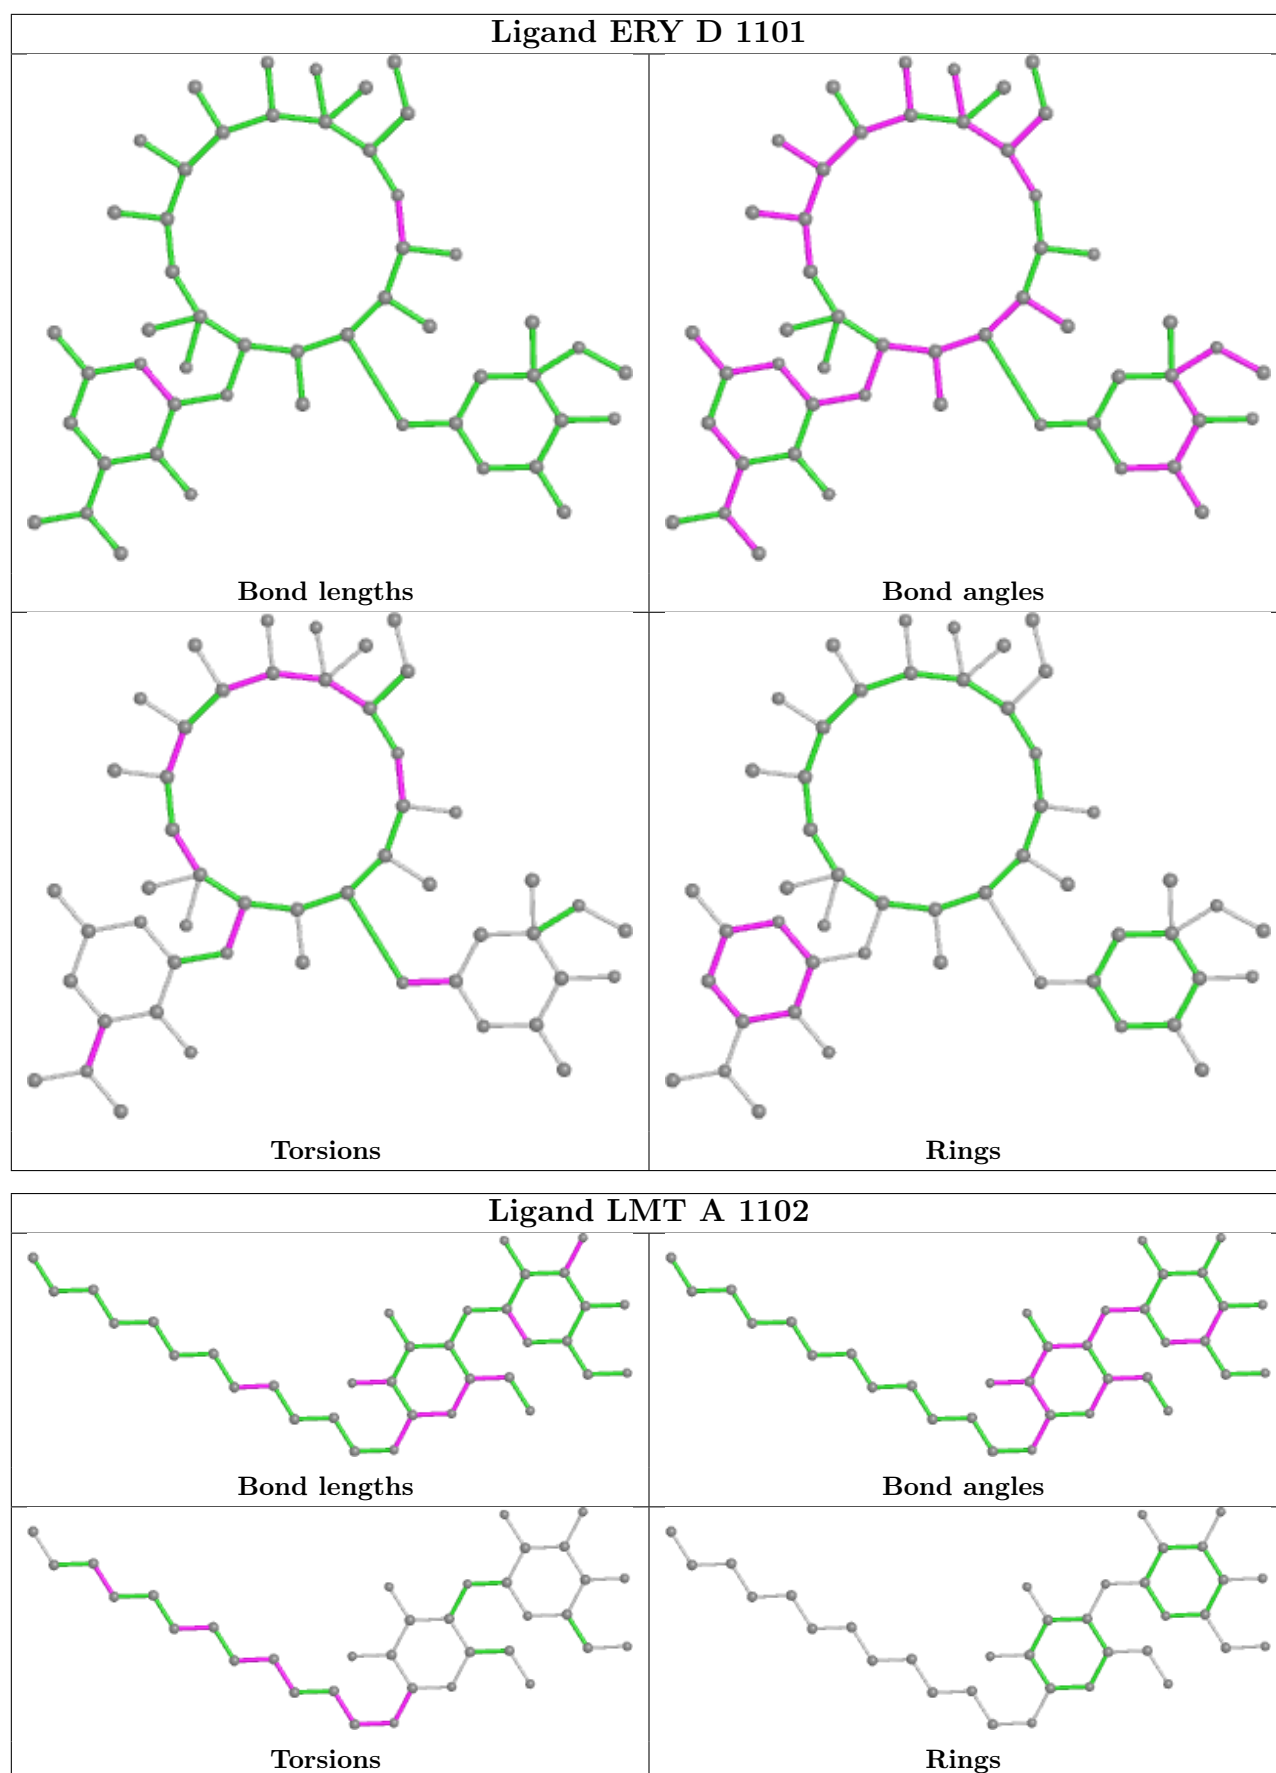 Ligand ERY D 1101
Bond lengths
Bond angles
Torsions
Rings
Ligand LMT A 1102
Bond lengths
Bond angles
Torsions
Rings